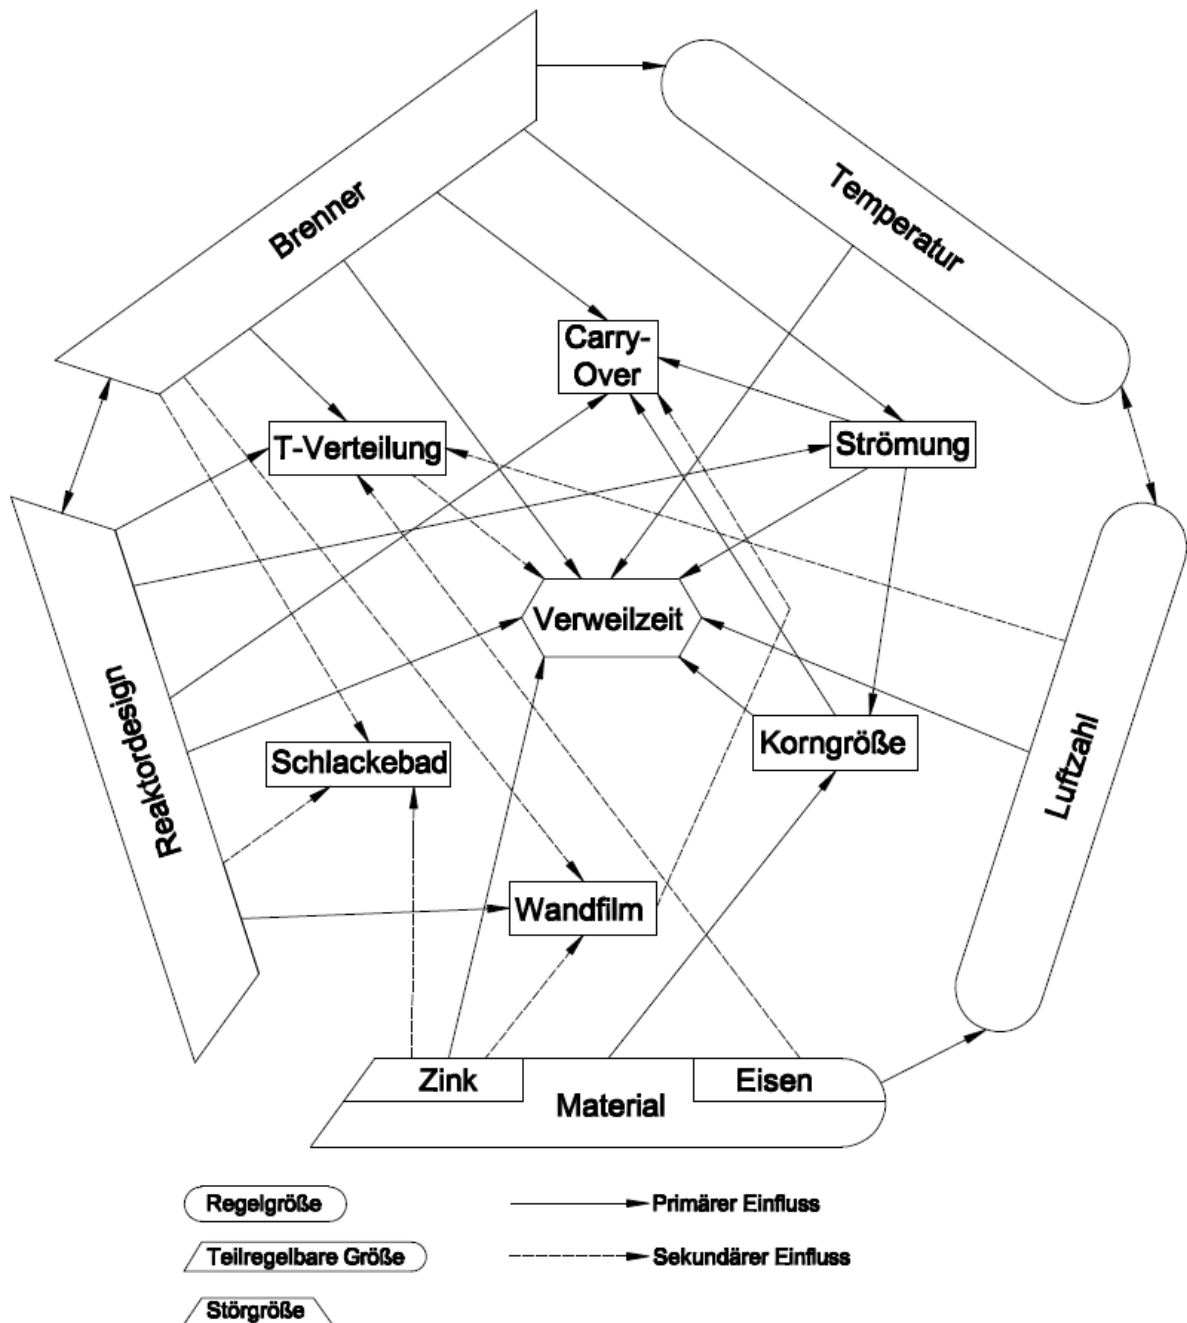 Brenner
Temperatur
Carry-
Over
T-Verteilung
Strömung
Verweilzeit
Reaktordesign
Schlackebad
Korngröße
Luftzahl
Wandfilm
Zink
Eisen
Material
Regelgröße
Primärer Einfluss
Teilregelbare Größe
Sekundärer Einfluss
Störgröße